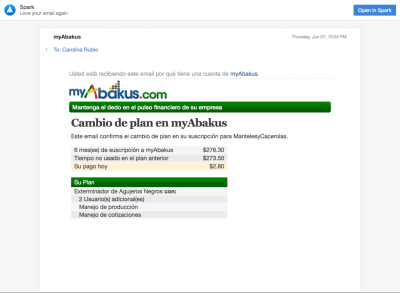 Spark
Love your email again
Open in Spark
myAbakus
Thursday, Jun 27, 10:24 PM
To: Carolina Rubio
Usted está recibiendo este email por qué tiene una cuenta de myAbakus.
myAbakus.com
Mantenga el dedo en el pulso financiero de su empresa
Cambio de plan en myAbakus
Este email confirma el cambio de plan en su suscripción para MantelesyCacerolas.
6 mes(es) de suscripción a myAbakus $276.30
Tiempo no usado en el plan anterior $273.50
Su pago hoy $2.80
Su Plan
Exterminador de Agujeros Negros con:
2 Usuario(s) adicional(es)
Manejo de producción
Manejo de cotizaciones